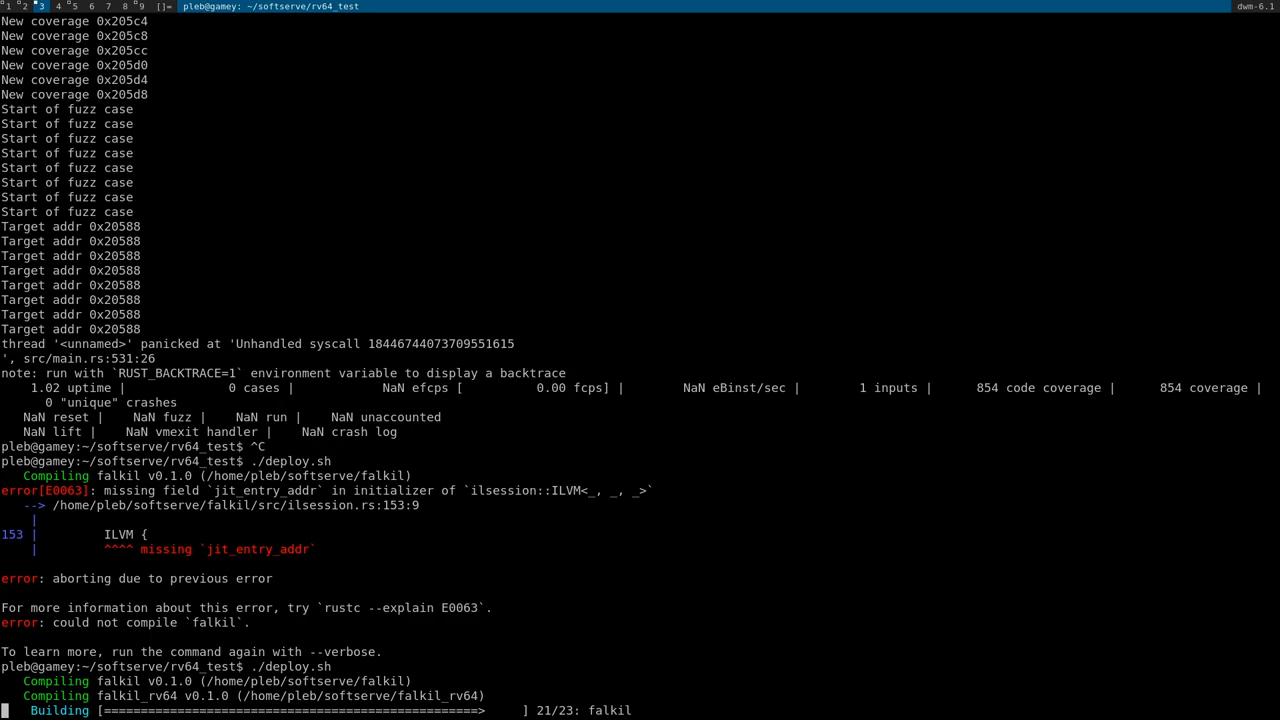 1 2 3 4 5 6 7 8 9 []= pleb@gamey: ~/softserve/rv64_test dwm-6.1
New coverage 0x205c4
New coverage 0x205c8
New coverage 0x205cc
New coverage 0x205d0
New coverage 0x205d4
New coverage 0x205d8
Start of fuzz case
Start of fuzz case
Start of fuzz case
Start of fuzz case
Start of fuzz case
Start of fuzz case
Start of fuzz case
Start of fuzz case
Target addr 0x20588
Target addr 0x20588
Target addr 0x20588
Target addr 0x20588
Target addr 0x20588
Target addr 0x20588
Target addr 0x20588
Target addr 0x20588
thread '<unnamed>' panicked at 'Unhandled syscall 18446744073709551615
', src/main.rs:531:26
note: run with `RUST_BACKTRACE=1` environment variable to display a backtrace
    1.02 uptime |              0 cases |            NaN efcps [          0.00 fcps] |        NaN eBinst/sec |          1 inputs |      854 code coverage |      854 coverage |
      0 "unique" crashes
   NaN reset |    NaN fuzz |    NaN run |    NaN unaccounted
   NaN lift |    NaN vmexit handler |    NaN crash log
pleb@gamey:~/softserve/rv64_test$ ^C
pleb@gamey:~/softserve/rv64_test$ ./deploy.sh
   Compiling falkil v0.1.0 (/home/pleb/softserve/falkil)
error[E0063]: missing field `jit_entry_addr` in initializer of `ilsession::ILVM<_, _, _>`
   --> /home/pleb/softserve/falkil/src/ilsession.rs:153:9
    |
153 |         ILVM {
    |         ^^^^ missing `jit_entry_addr`
error: aborting due to previous error
For more information about this error, try `rustc --explain E0063`.
error: could not compile `falkil`.
To learn more, run the command again with --verbose.
pleb@gamey:~/softserve/rv64_test$ ./deploy.sh
   Compiling falkil v0.1.0 (/home/pleb/softserve/falkil)
   Compiling falkil_rv64 v0.1.0 (/home/pleb/softserve/falkil_rv64)
    Building [===================================================>      ] 21/23: falkil